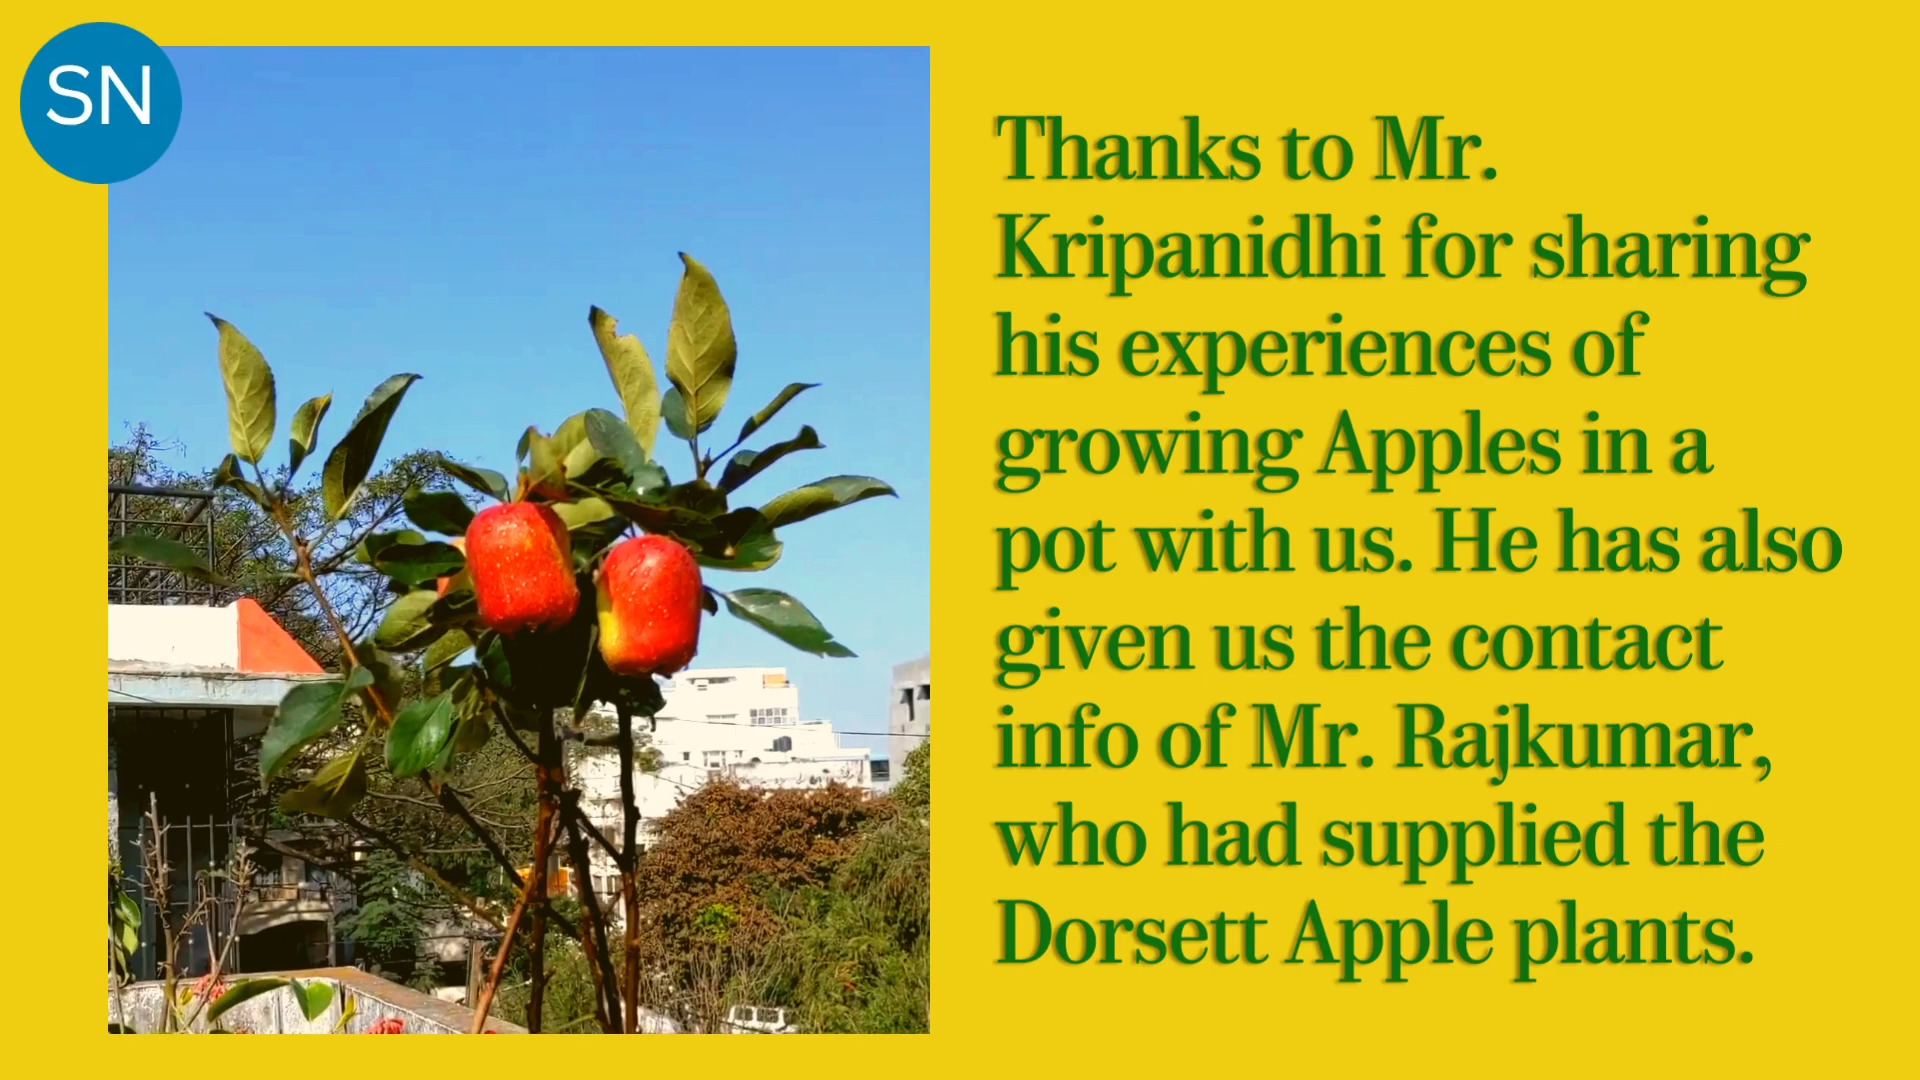 SN
Thanks to Mr.
Kripanidhi for sharing
his experiences of
growing Apples in a
pot with us. He has also
given us the contact
info of Mr. Rajkumar,
who had supplied the
Dorsett Apple plants.